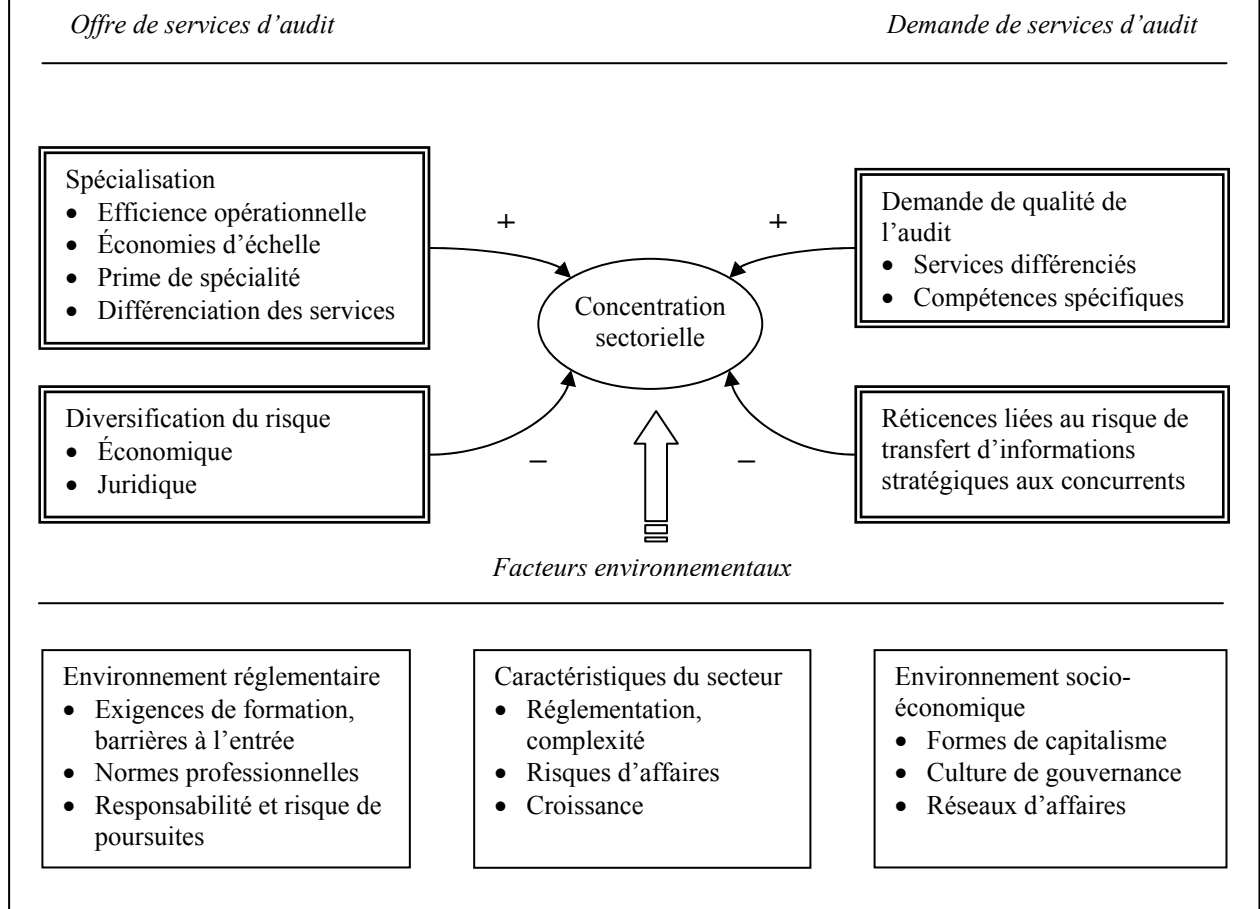 Offre de services d’audit
Demande de services d’audit
Spécialisation
• Efficience opérationnelle
• Économies d’échelle
• Prime de spécialité
• Différenciation des services
+
+
Demande de qualité de
l’audit
• Services différenciés
• Compétences spécifiques
Concentration
sectorielle
Diversification du risque
• Économique
• Juridique
–
–
Réticences liées au risque de
transfert d’informations
stratégiques aux concurrents
Facteurs environnementaux
Environnement réglementaire
• Exigences de formation,
barrières à l’entrée
• Normes professionnelles
• Responsabilité et risque de
poursuites
Caractéristiques du secteur
• Réglementation,
complexité
• Risques d’affaires
• Croissance
Environnement socio-
économique
• Formes de capitalisme
• Culture de gouvernance
• Réseaux d’affaires